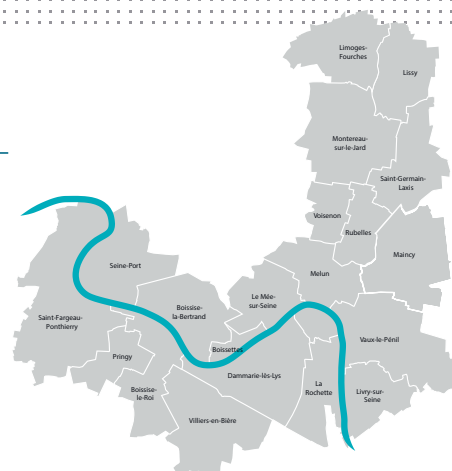 Limoges-
Fourches
Lissy
Montereau-
sur-le-Jard
Saint-Germain-
Laxis
Voisenon
Rubelles
Maincy
Seine-Port
Melun
Le Mée-
sur-Seine
Boissise-
la-Bertrand
Saint-Fargeau-
Ponthierry
Vaux-le-Pénil
Boissettes
Pringy
Dammarie-lès-Lys
Boissise-
le-Roi
La
Rochette
Livry-sur-
Seine
Villiers-en-Bière